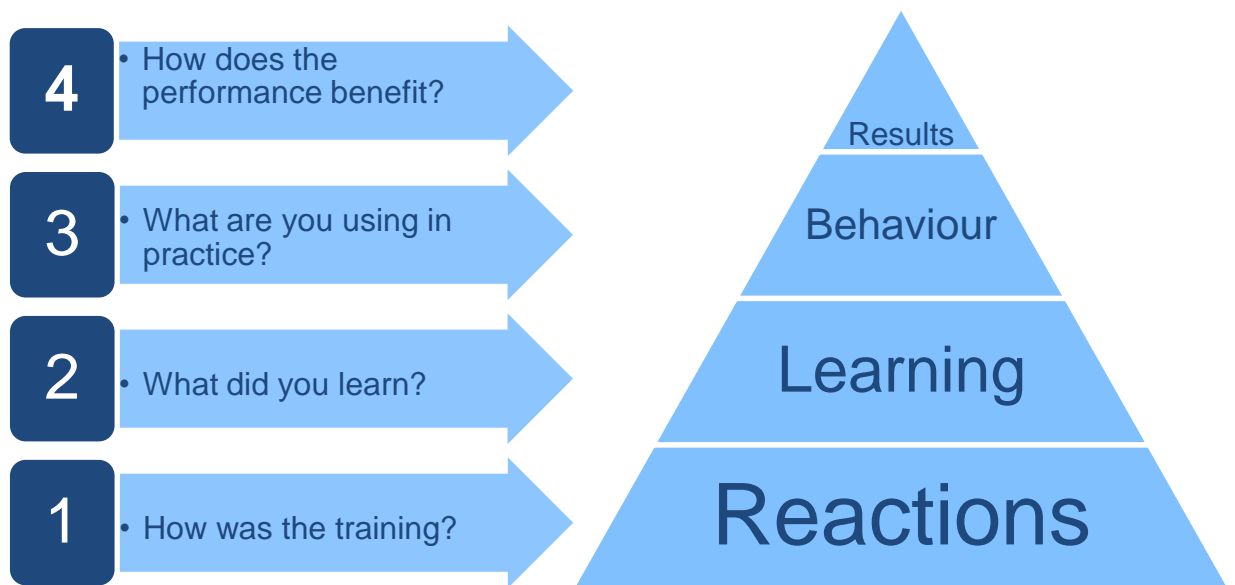 4
• How does the
performance benefit?
Results
3
• What are you using in
practice?
Behaviour
2
• What did you learn?
Learning
1
• How was the training?
Reactions